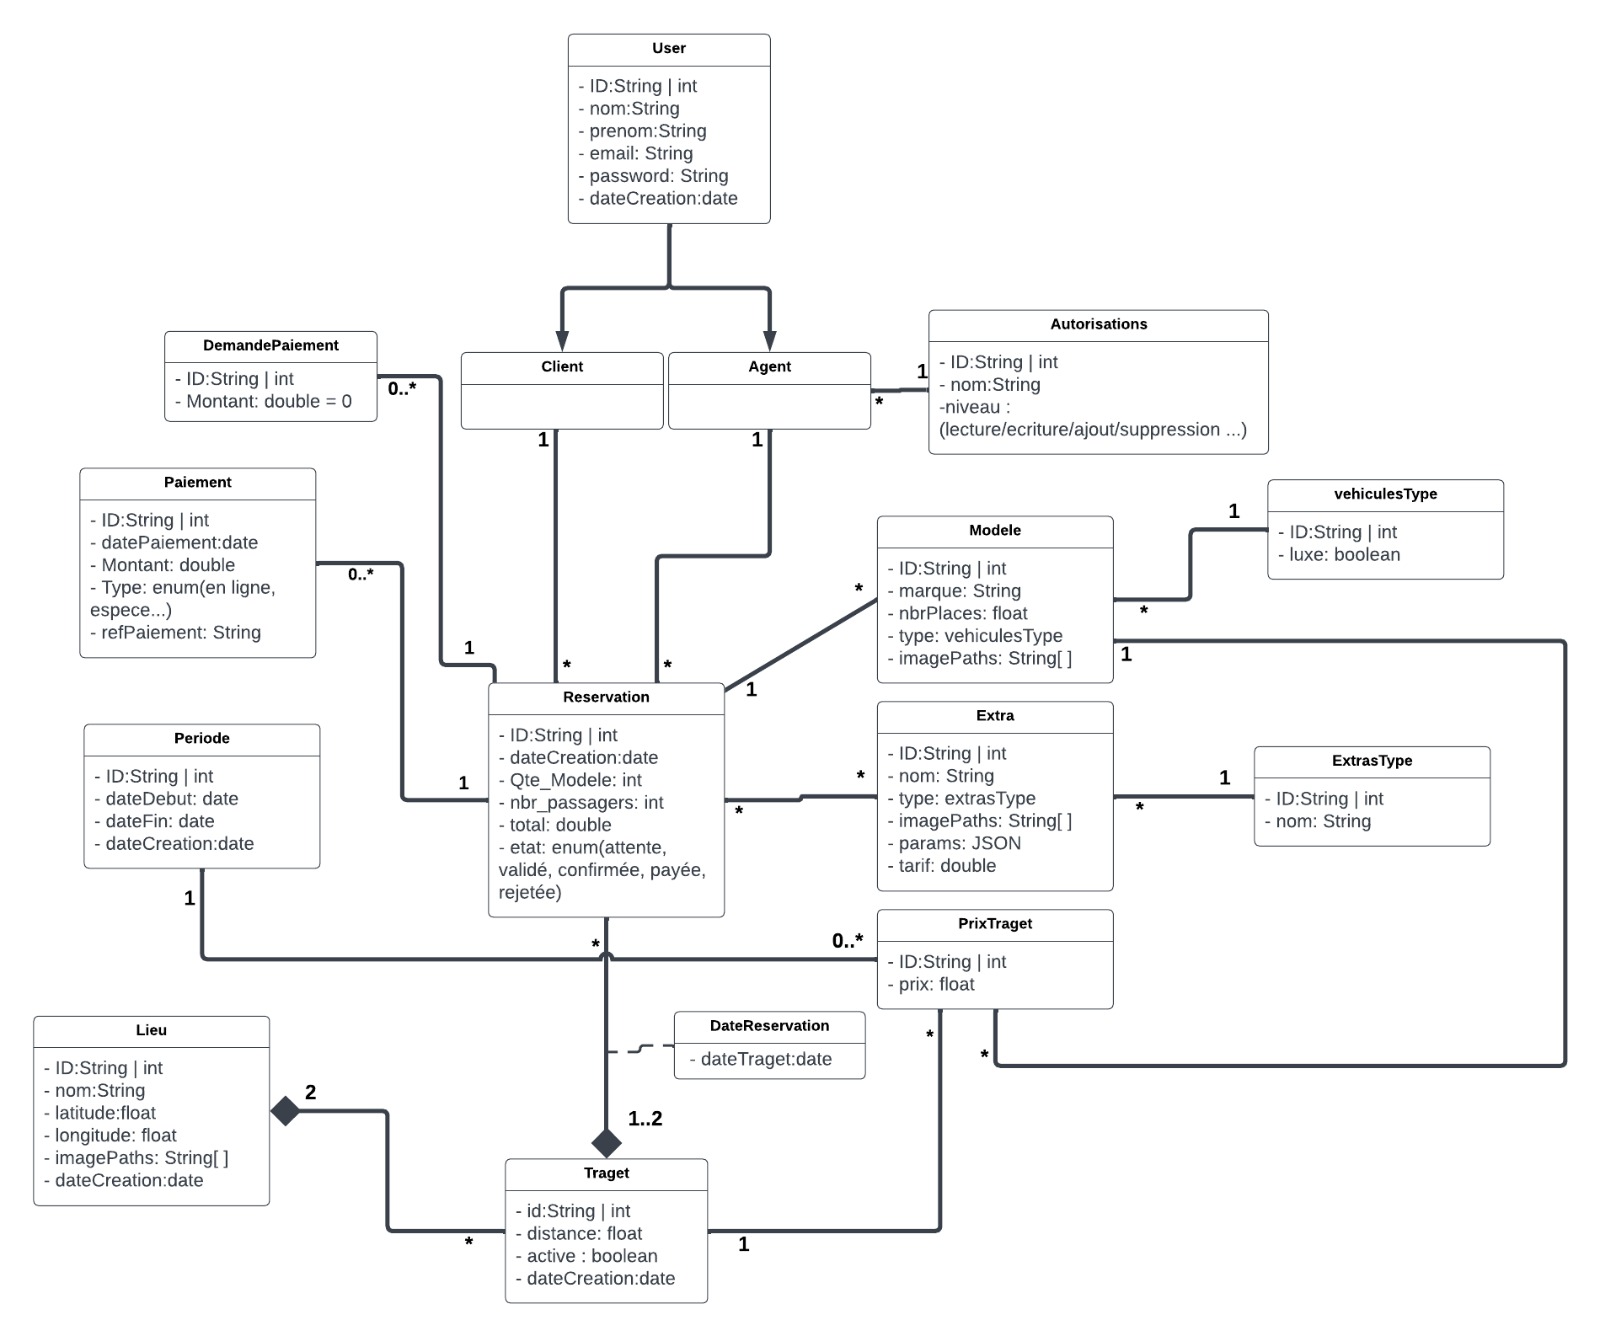 User
- ID:String | int
- nom:String
- prenom:String
- email: String
- password: String
- dateCreation:date
DemandePaiement
- ID:String | int
- Montant: double = 0
0..*
Client
1
Agent
1
*
1
Autorisations
- ID:String | int
- nom:String
-niveau :
(lecture/ecriture/ajout/suppression ...)
Paiement
- ID:String | int
- datePaiement:date
- Montant: double
- Type: enum(en ligne,
espece...)
- refPaiement: String
0..*
Modele
- ID:String | int
- marque: String
- nbrPlaces: float
- type: vehiculesType
- imagePaths: String[ ]
*
*
1
1
vehiculesType
- ID:String | int
- luxe: boolean
1
*
*
1
1
Reservation
- ID:String | int
- dateCreation:date
- Qte_Modele: int
- nbr_passagers: int
- total: double
- etat: enum(attente,
validé, confirmée, payée,
rejetée)
*
*
Extra
- ID:String | int
- nom: String
- type: extrasType
- imagePaths: String[ ]
- params: JSON
- tarif: double
*
1
ExtrasType
- ID:String | int
- nom: String
Periode
- ID:String | int
- dateDebut: date
- dateFin: date
- dateCreation:date
1
1
*
0..*
PrixTraget
- ID:String | int
- prix: float
*
*
DateReservation
- dateTraget:date
Lieu
- ID:String | int
- nom:String
- latitude:float
- longitude: float
- imagePaths: String[ ]
- dateCreation:date
2
*
1..2
Traget
- id:String | int
- distance: float
- active : boolean
- dateCreation:date
1